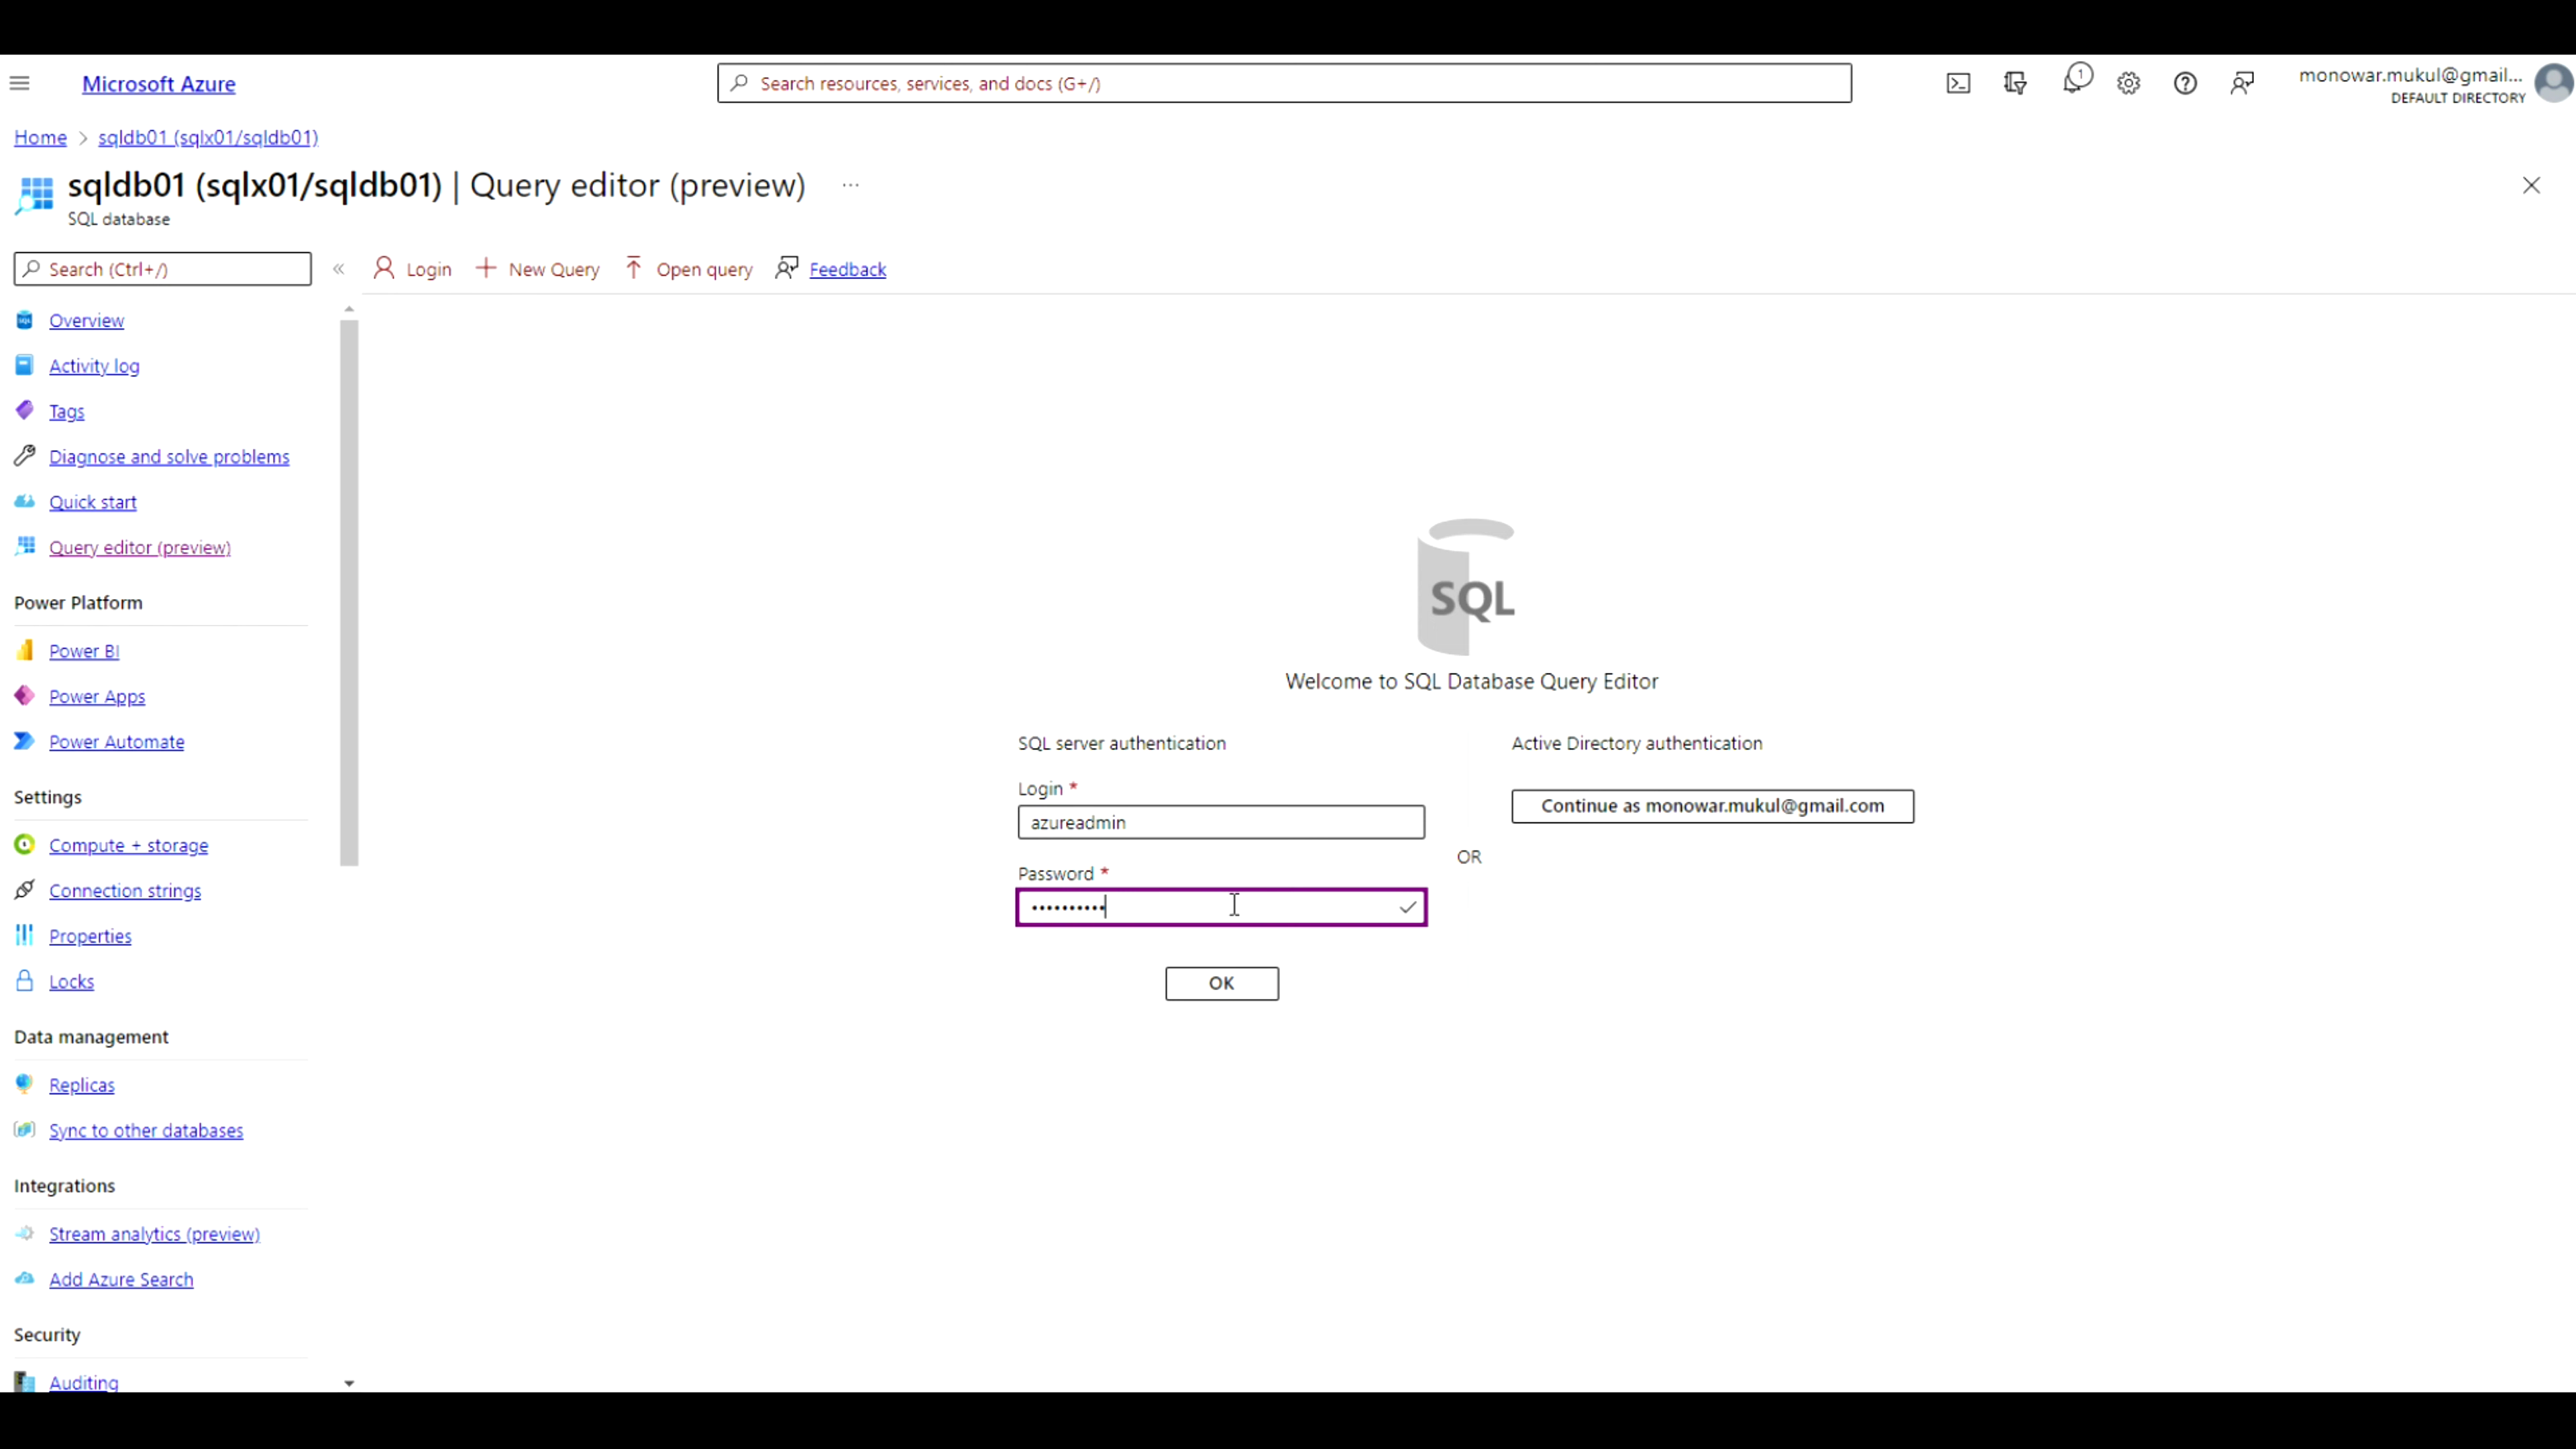 Microsoft Azure
Search resources, services, and docs (G+/)
1
monowar.mukul@gmail...
DEFAULT DIRECTORY
Home > sqldb01 (sqlx01/sqldb01)
sqldb01 (sqlx01/sqldb01) | Query editor (preview) ...
SQL database
Search (Ctrl+/)
«
Login
New Query
Open query
Feedback
Overview
Activity log
Tags
Diagnose and solve problems
Quick start
Query editor (preview)
Power Platform
Power BI
Power Apps
Power Automate
Settings
Compute + storage
Connection strings
Properties
Locks
Data management
Replicas
Sync to other databases
Integrations
Stream analytics (preview)
Add Azure Search
Security
Auditing
SQL
Welcome to SQL Database Query Editor
SQL server authentication
Login *
azureadmin
Password *
••••••••••
OK
OR
Active Directory authentication
Continue as monowar.mukul@gmail.com